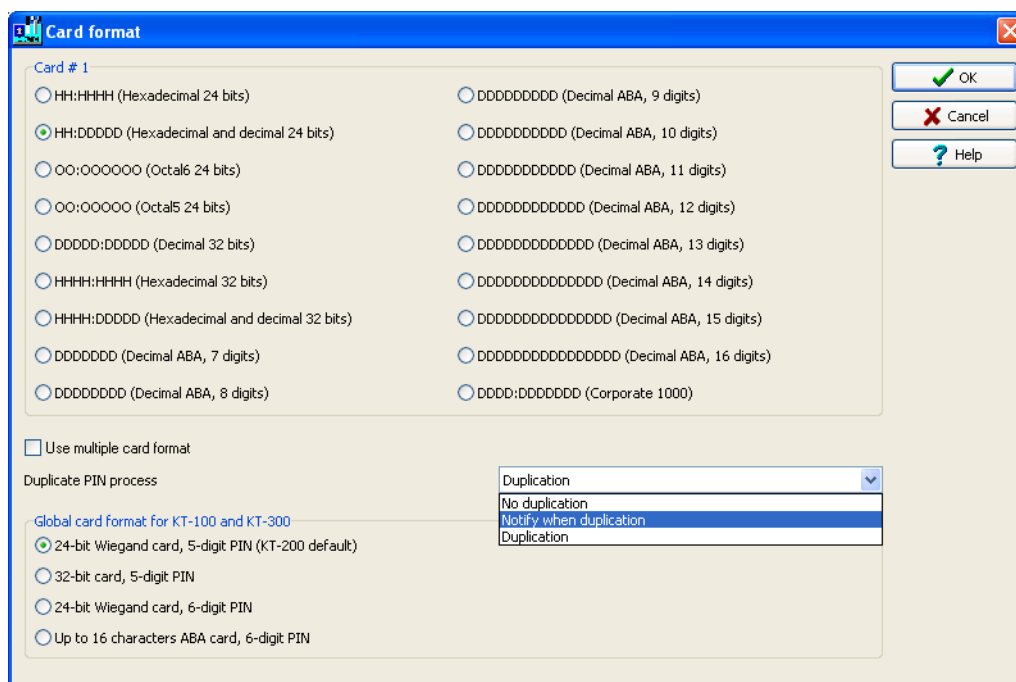 Card format
Card # 1
HH:HHHH (Hexadecimal 24 bits)
HH:DDDDD (Hexadecimal and decimal 24 bits)
OO:OOOOOO (Octal6 24 bits)
OO:OOOOO (Octal5 24 bits)
DDDDD:DDDDD (Decimal 32 bits)
HHHH:HHHH (Hexadecimal 32 bits)
HHHH:DDDDD (Hexadecimal and decimal 32 bits)
DDDDDDD (Decimal ABA, 7 digits)
DDDDDDDD (Decimal ABA, 8 digits)
DDDDDDDDD (Decimal ABA, 9 digits)
DDDDDDDDDD (Decimal ABA, 10 digits)
DDDDDDDDDDD (Decimal ABA, 11 digits)
DDDDDDDDDDDD (Decimal ABA, 12 digits)
DDDDDDDDDDDDD (Decimal ABA, 13 digits)
DDDDDDDDDDDDDD (Decimal ABA, 14 digits)
DDDDDDDDDDDDDDD (Decimal ABA, 15 digits)
DDDDDDDDDDDDDDDD (Decimal ABA, 16 digits)
DDDD:DDDDDDD (Corporate 1000)
OK
Cancel
Help
Use multiple card format
Duplicate PIN process
Duplication
No duplication
Notify when duplication
Duplication
Global card format for KT-100 and KT-300
24-bit Wiegand card, 5-digit PIN (KT-200 default)
32-bit card, 5-digit PIN
24-bit Wiegand card, 6-digit PIN
Up to 16 characters ABA card, 6-digit PIN